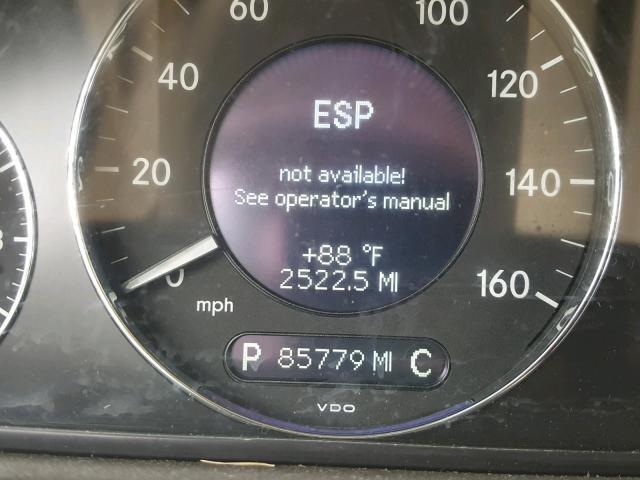 60
100
40
120
ESP
20
not available!
140
See operator's manual
+88 °F
0
2522.5 MI
160
mph
P 85779 MI C
VDO